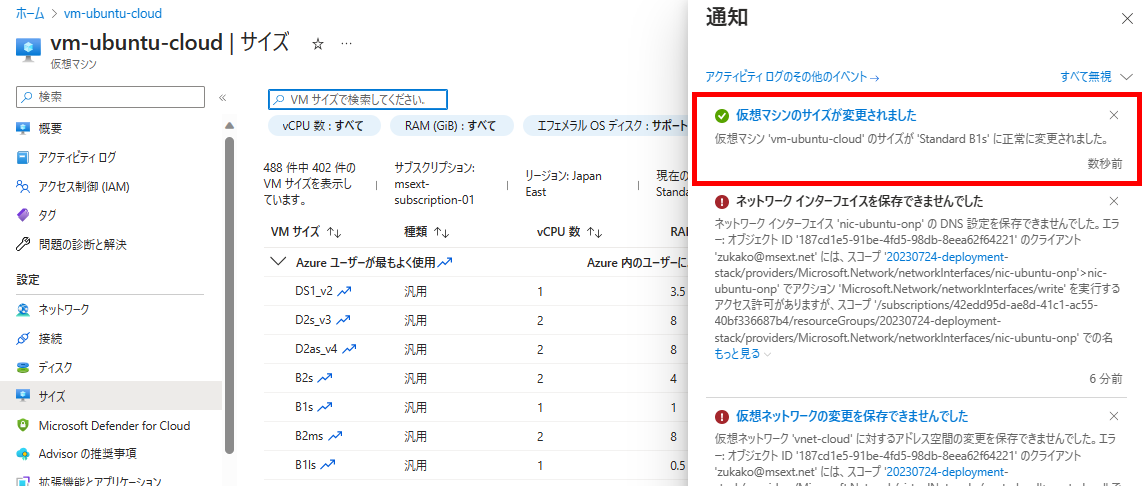 ホーム > vm-ubuntu-cloud
vm-ubuntu-cloud | サイズ ☆ …
仮想マシン
検索 «
概要
アクティビティ ログ
アクセス制御 (IAM)
タグ
問題の診断と解決
設定
ネットワーク
接続
ディスク
サイズ
Microsoft Defender for Cloud
Advisor の推奨事項
拡張機能とアプリケーション
VM サイズで検索してください。
vCPU 数 : すべて RAM (GiB) : すべて エフェメラル OS ディスク : サポート
488 件中 402 件の
VM サイズを表示し
ています。
サブスクリプション:
msext-
subscription-01
リージョン: Japan
East
現在の
Standa
VM サイズ ↑↓ 種類 ↑↓ vCPU 数 ↑↓ RAI
Azure ユーザーが最もよく使用 Azure 内のユーザーに
DS1_v2 汎用 1 3.5
D2s_v3 汎用 2 8
D2as_v4 汎用 2 8
B2s 汎用 2 4
B1s 汎用 1 1
B2ms 汎用 2 8
B1ls 汎用 1 0.5
通知
アクティビティ ログのその他のイベント→ すべて無視
仮想マシンのサイズが変更されました
仮想マシン 'vm-ubuntu-cloud' のサイズが 'Standard B1s' に正常に変更されました。
数秒前
ネットワーク インターフェイスを保存できませんでした
ネットワーク インターフェイス 'nic-ubuntu-onp' の DNS 設定を保存できませんでした。エラ
ー: オブジェクト ID '187cd1e5-91be-4fd5-98db-8eea62f64221' のクライアント
'zukako@msext.net' には、スコープ '20230724-deployment-
stack/providers/Microsoft.Network/networkInterfaces/nic-ubuntu-onp'>nic-
ubuntu-onp' でアクション 'Microsoft.Network/networkInterfaces/write' を実行する
アクセス許可がありますが、スコープ '/subscriptions/42edd95d-ae8d-41c1-ac55-
40bf336687b4/resourceGroups/20230724-deployment-
stack/providers/Microsoft.Network/networkInterfaces/nic-ubuntu-onp' での名
もっと見る
6 分前
仮想ネットワークの変更を保存できませんでした
仮想ネットワーク 'vnet-cloud' に対するアドレス空間の変更を保存できませんでした。エラ
ー: オブジェクト ID '187cd1e5-91be-4fd5-98db-8eea62f64221' のクライアント
'zukako@msext.net' には、スコープ '20230724-deployment-